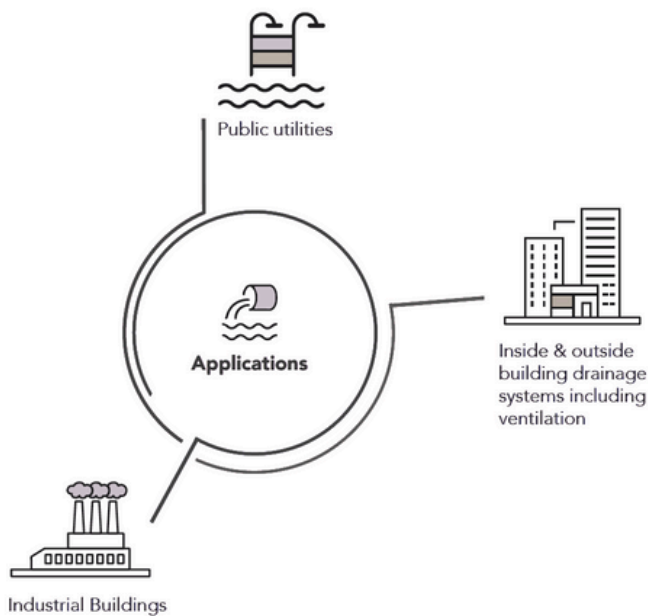 Public utilities
Applications
Inside & outside
building drainage
systems including
ventilation
Industrial Buildings